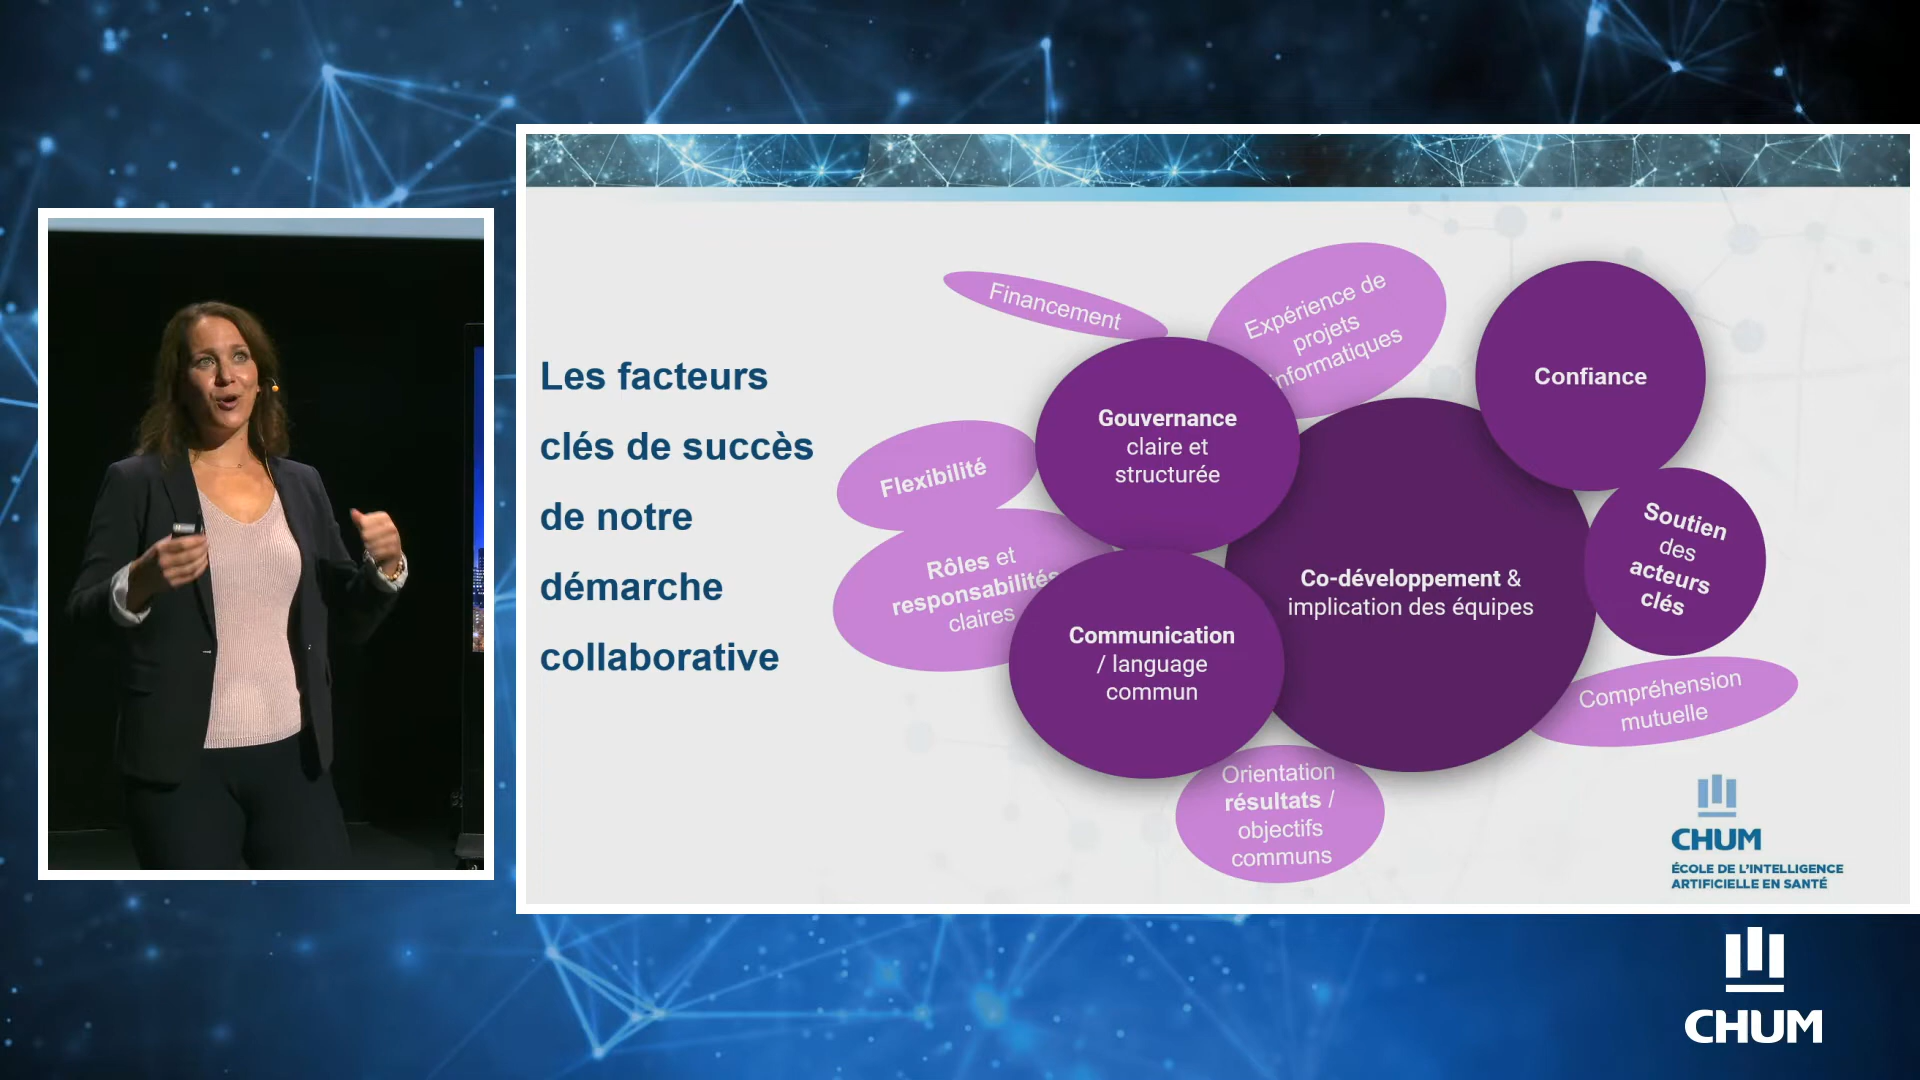 Les facteurs
clés de succès
de notre
démarche
collaborative
Financement
Expérience de
projets
informatiques
Confiance
Gouvernance
claire et
structurée
Flexibilité
Rôles et
responsabilités
claires
Co-développement &
implication des équipes
Soutien
des
acteurs
clés
Communication
/ language
commun
Compréhension
mutuelle
Orientation
résultats /
objectifs
communs
CHUM
ÉCOLE DE L'INTELLIGENCE
ARTIFICIELLE EN SANTÉ
CHUM